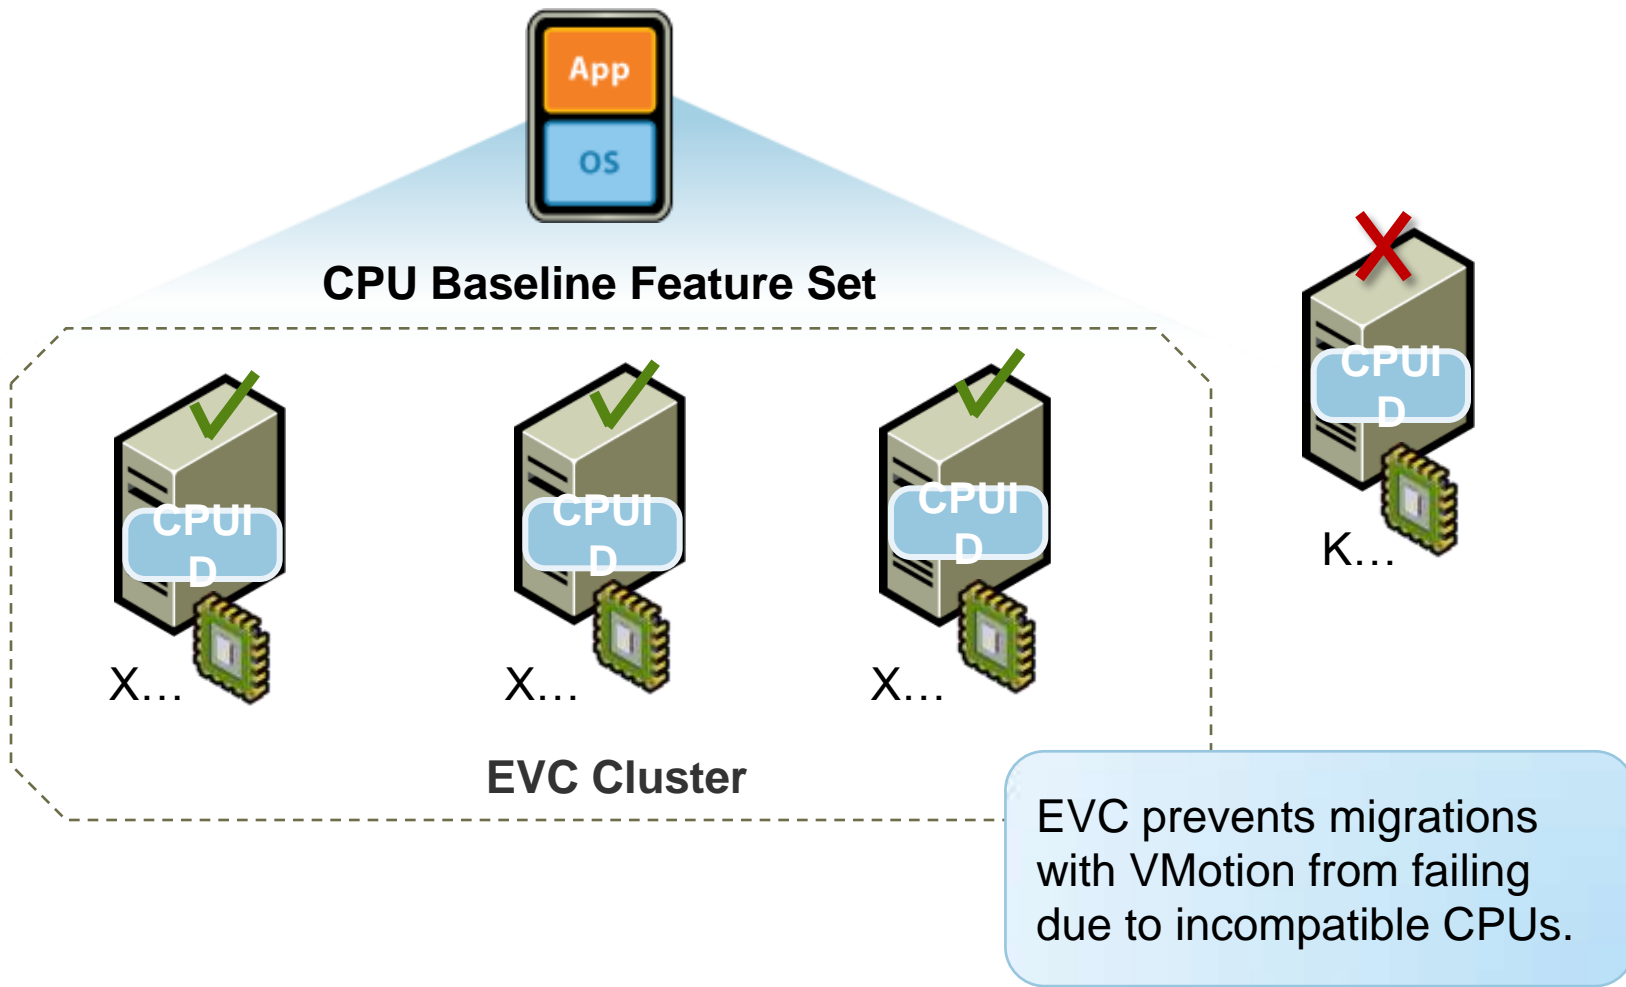 App
OS
CPU Baseline Feature Set
CPUI
D
X…
CPUI
D
X…
CPUI
D
X…
CPUI
D
K…
EVC Cluster
EVC prevents migrations
with VMotion from failing
due to incompatible CPUs.